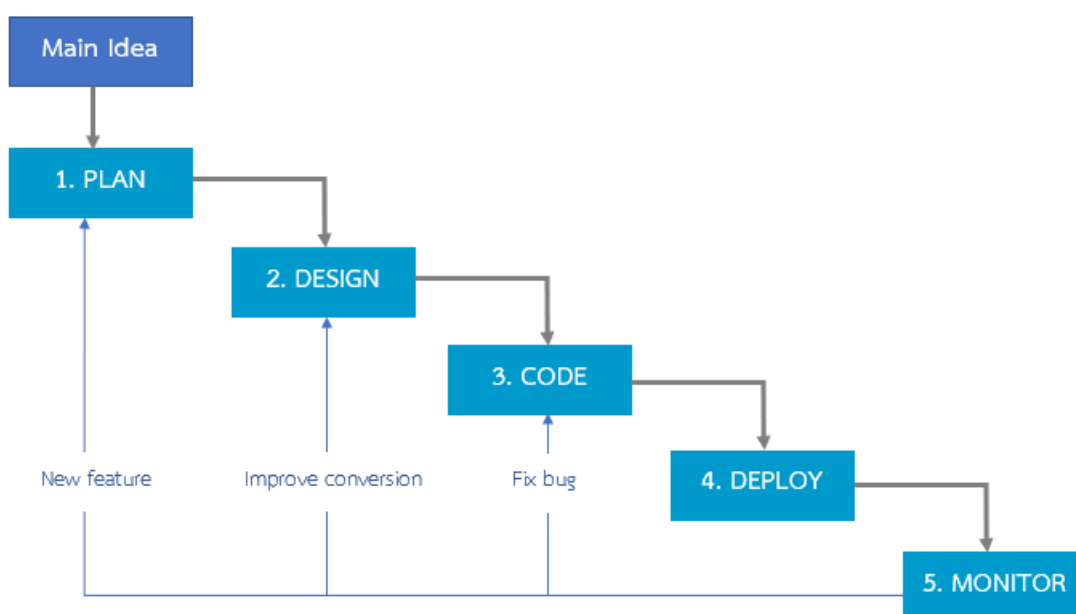 Main Idea
1. PLAN
2. DESIGN
3. CODE
New feature
Improve conversion
Fix bug
4. DEPLOY
5. MONITOR